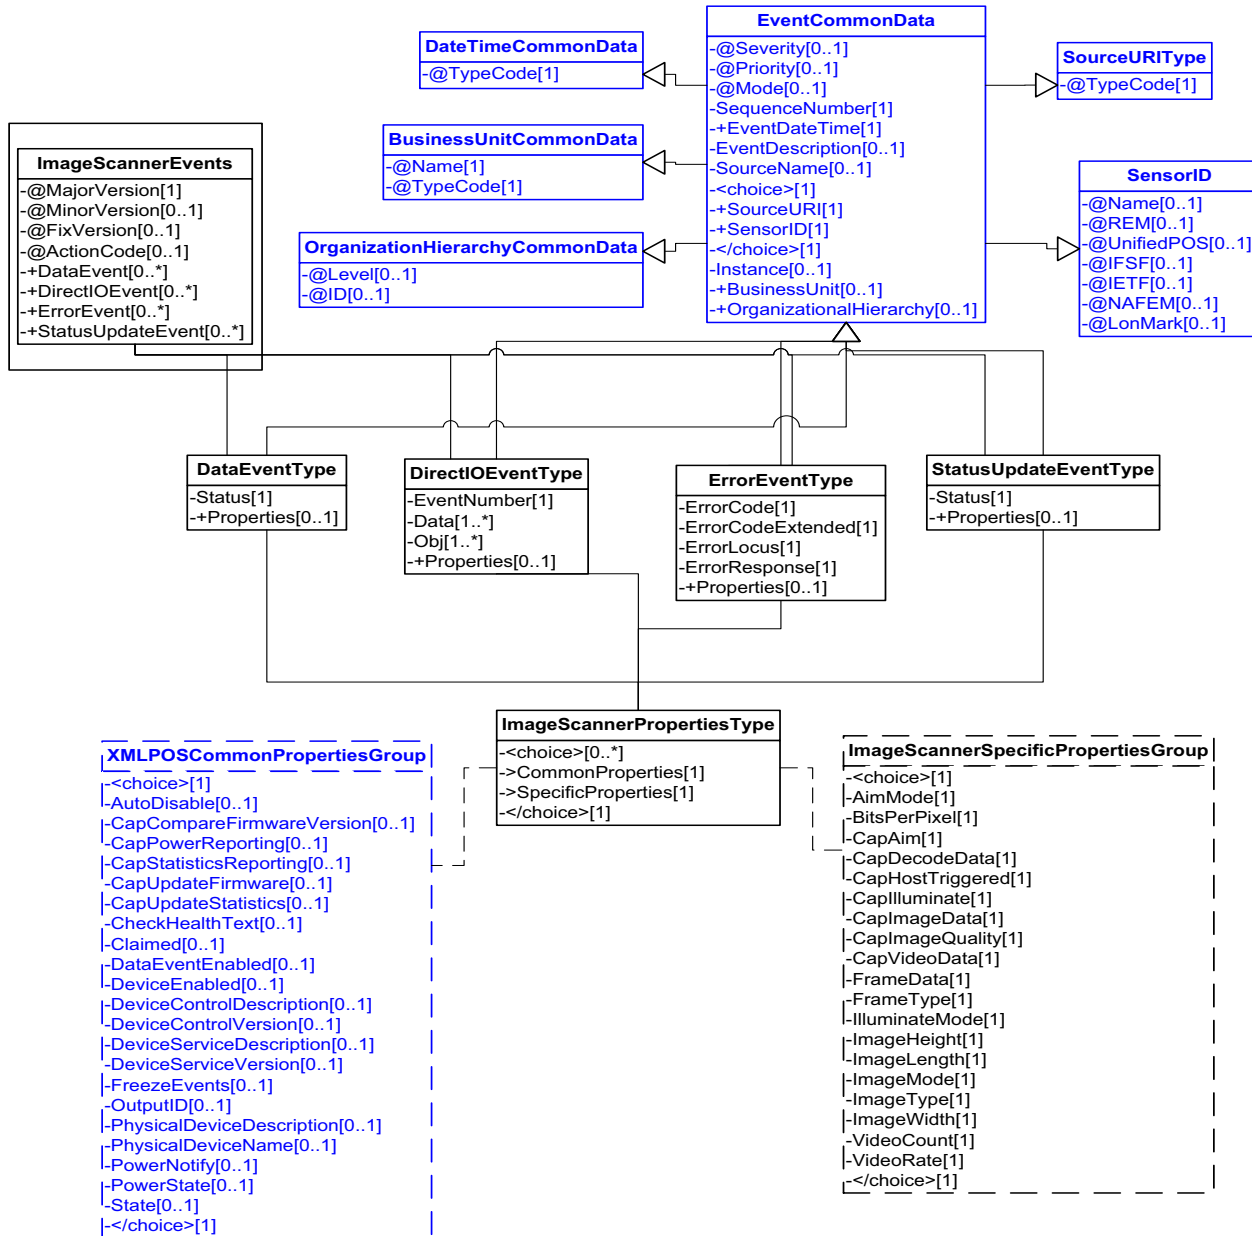 EventCommonData
-@Severity[0..1]
-@Priority[0..1]
-@Mode[0..1]
-SequenceNumber[1]
-+EventDateTime[1]
-EventDescription[0..1]
-SourceName[0..1]
-<choice>[1]
-+SourceURI[1]
-+SensorID[1]
-</choice>[1]
-Instance[0..1]
-+BusinessUnit[0..1]
-+OrganizationalHierarchy[0..1]
DateTimeCommonData
-@TypeCode[1]
SourceURIType
-@TypeCode[1]
BusinessUnitCommonData
-@Name[1]
-@TypeCode[1]
OrganizationHierarchyCommonData
-@Level[0..1]
-@ID[0..1]
SensorID
-@Name[0..1]
-@REM[0..1]
-@UnifiedPOS[0..1]
-@IFSF[0..1]
-@IETF[0..1]
-@NAFEM[0..1]
-@LonMark[0..1]
ImageScannerEvents
-@MajorVersion[1]
-@MinorVersion[0..1]
-@FixVersion[0..1]
-@ActionCode[0..1]
-+DataEvent[0..*]
-+DirectIOEvent[0..*]
-+ErrorEvent[0..*]
-+StatusUpdateEvent[0..*]
DataEventType
-Status[1]
-+Properties[0..1]
DirectIOEventType
-EventNumber[1]
-Data[1..*]
-Obj[1..*]
-+Properties[0..1]
ErrorEventType
-ErrorCode[1]
-ErrorCodeExtended[1]
-ErrorLocus[1]
-ErrorResponse[1]
-+Properties[0..1]
StatusUpdateEventType
-Status[1]
-+Properties[0..1]
ImageScannerPropertiesType
-<choice>[0..*]
->CommonProperties[1]
->SpecificProperties[1]
-</choice>[1]
XMLPOSCommonPropertiesGroup
-<choice>[1]
-AutoDisable[0..1]
-CapCompareFirmwareVersion[0..1]
-CapPowerReporting[0..1]
-CapStatisticsReporting[0..1]
-CapUpdateFirmware[0..1]
-CapUpdateStatistics[0..1]
-CheckHealthText[0..1]
-Claimed[0..1]
-DataEventEnabled[0..1]
-DeviceEnabled[0..1]
-DeviceControlDescription[0..1]
-DeviceControlVersion[0..1]
-DeviceServiceDescription[0..1]
-DeviceServiceVersion[0..1]
-FreezeEvents[0..1]
-OutputID[0..1]
-PhysicalDeviceDescription[0..1]
-PhysicalDeviceName[0..1]
-PowerNotify[0..1]
-PowerState[0..1]
-State[0..1]
-</choice>[1]
ImageScannerSpecificPropertiesGroup
-<choice>[1]
-AimMode[1]
-BitsPerPixel[1]
-CapAim[1]
-CapDecodeData[1]
-CapHostTriggered[1]
-CapIlluminate[1]
-CapImageData[1]
-CapImageQuality[1]
-CapVideoData[1]
-FrameData[1]
-FrameType[1]
-IlluminateMode[1]
-ImageHeight[1]
-ImageLength[1]
-ImageMode[1]
-ImageType[1]
-ImageWidth[1]
-VideoCount[1]
-VideoRate[1]
-</choice>[1]